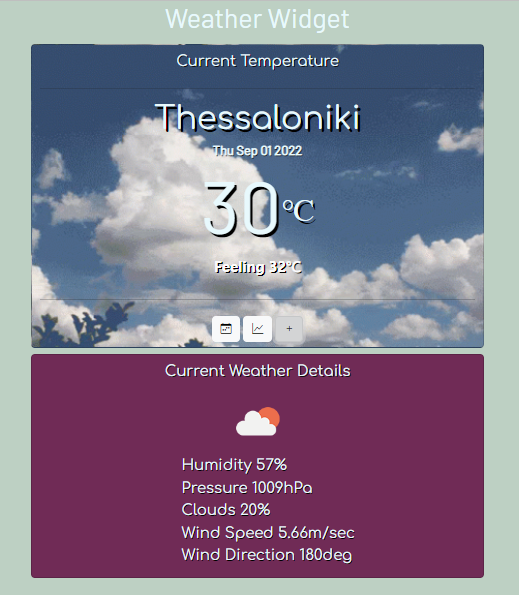 Weather Widget
Current Temperature
Thessaloniki
Thu Sep 01 2022
30°C
Feeling 32°C
+
Current Weather Details
Humidity 57%
Pressure 1009hPa
Clouds 20%
Wind Speed 5.66m/sec
Wind Direction 180deg